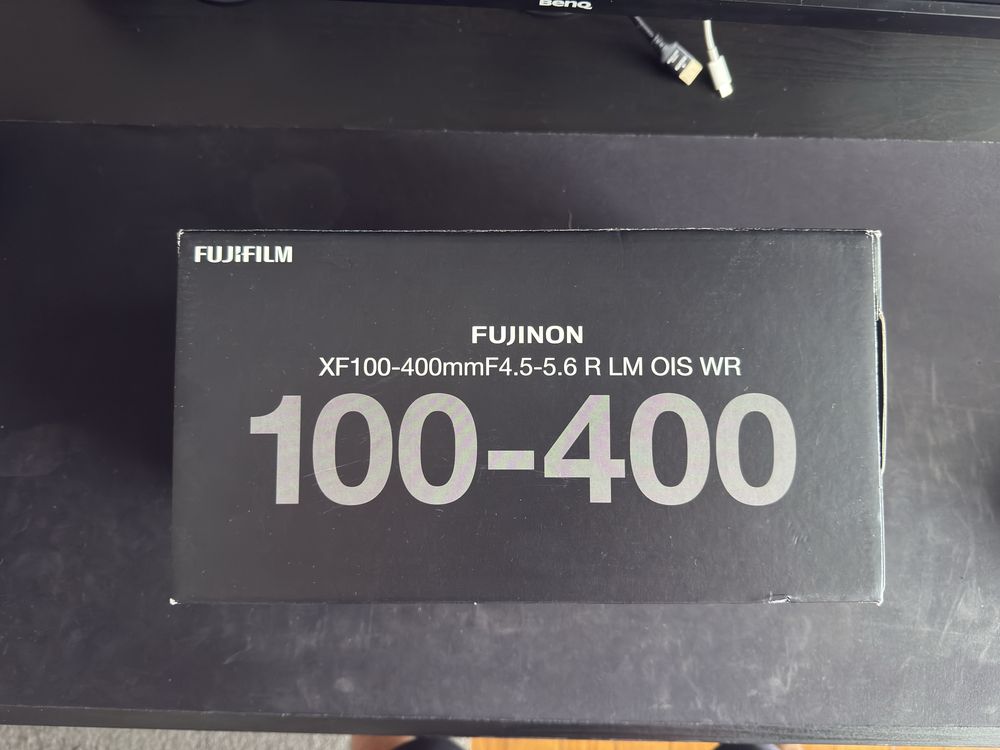 BenQ
FUJIFILM
FUJINON
XF100-400mmF4.5-5.6 R LM OIS WR
100-400